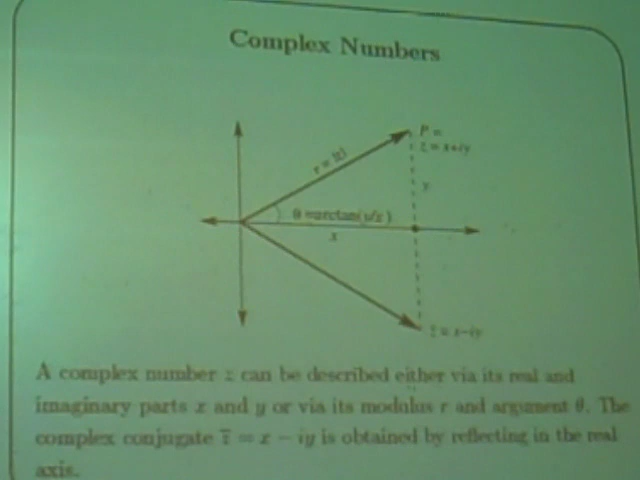 Complex Numbers
P =
z = x+iy
r = |z|
y
θ =arctan(y/x)
x
z̄ = x−iy
A complex number z can be described either via its real and
imaginary parts x and y or via its modulus r and argument θ. The
complex conjugate z̄ = x − iy is obtained by reflecting in the real
axis.